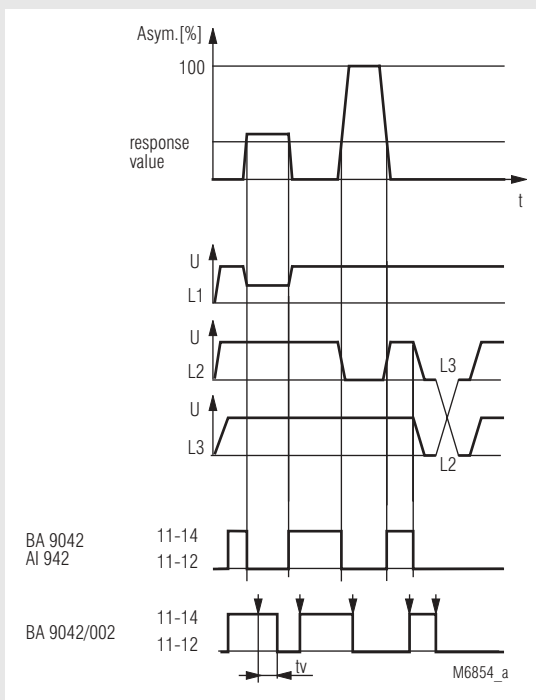 Asym.[%]
100
response
value
t
U
L1
U
L2
L3
U
L3
L2
BA 9042
AI 942
11-14
11-12
BA 9042/002
11-14
11-12
tv
M6854_a